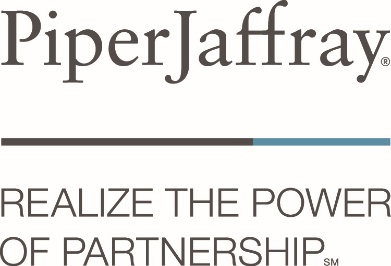 PiperJaffray®
REALIZE THE POWER
OF PARTNERSHIP℠